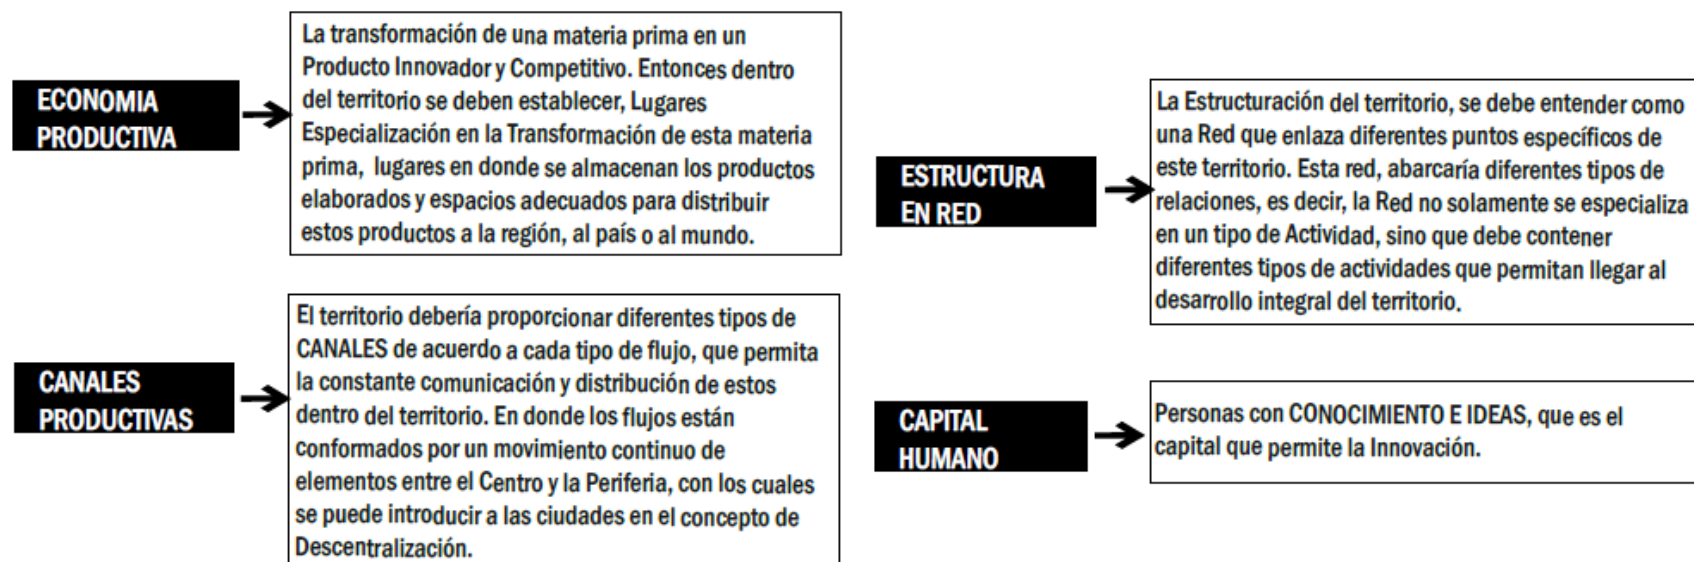 ECONOMIA
PRODUCTIVA
La transformación de una materia prima en un
Producto Innovador y Competitivo. Entonces dentro
del territorio se deben establecer, Lugares
Especialización en la Transformación de esta materia
prima, lugares en donde se almacenan los productos
elaborados y espacios adecuados para distribuir
estos productos a la región, al país o al mundo.
CANALES
PRODUCTIVAS
El territorio debería proporcionar diferentes tipos de
CANALES de acuerdo a cada tipo de flujo, que permita
la constante comunicación y distribución de estos
dentro del territorio. En donde los flujos están
conformados por un movimiento continuo de
elementos entre el Centro y la Periferia, con los cuales
se puede introducir a las ciudades en el concepto de
Descentralización.
ESTRUCTURA
EN RED
La Estructuración del territorio, se debe entender como
una Red que enlaza diferentes puntos específicos de
este territorio. Esta red, abarcaría diferentes tipos de
relaciones, es decir, la Red no solamente se especializa
en un tipo de Actividad, sino que debe contener
diferentes tipos de actividades que permitan llegar al
desarrollo integral del territorio.
CAPITAL
HUMANO
Personas con CONOCIMIENTO E IDEAS, que es el
capital que permite la Innovación.